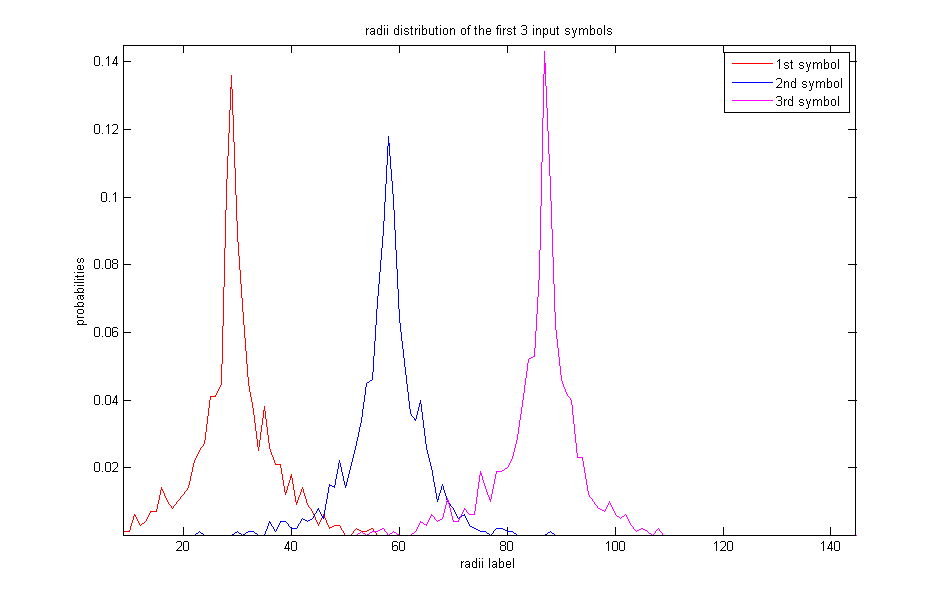 radii distribution of the first 3 input symbols
1st symbol
2nd symbol
3rd symbol
0.14
0.12
0.1
0.08
0.06
0.04
0.02
probabilities
20 40 60 80 100 120 140
radii label